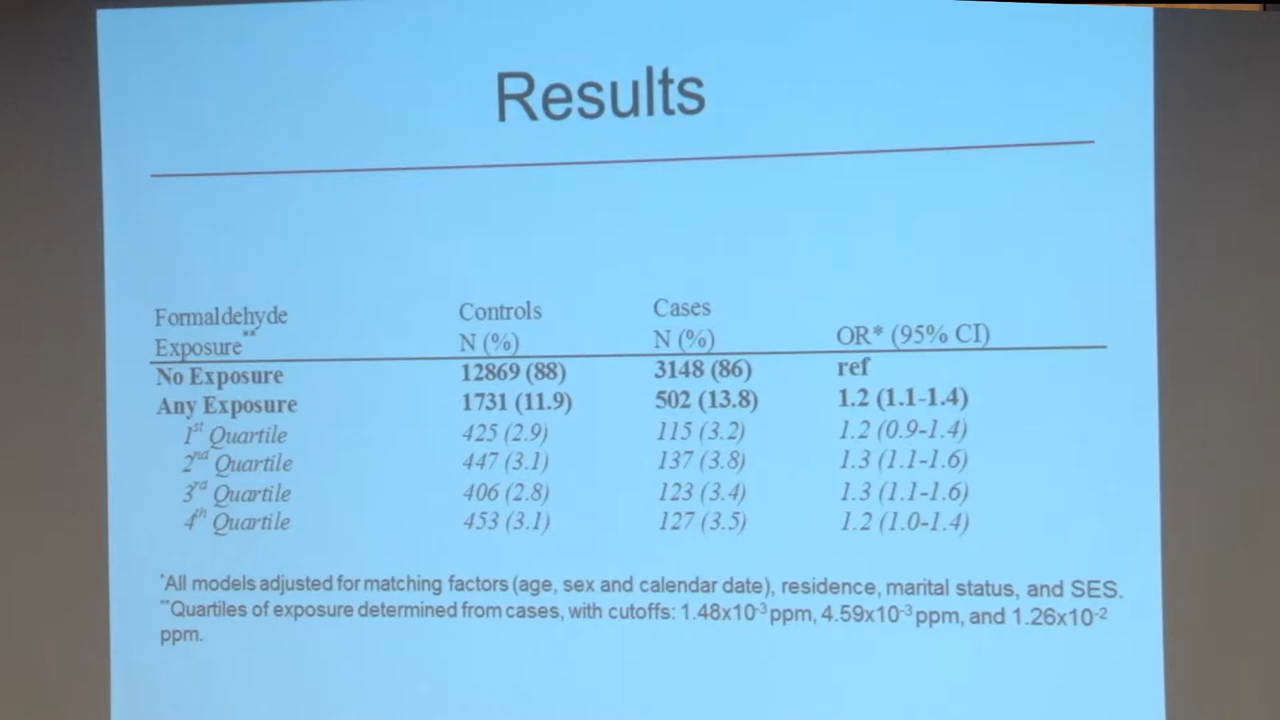 Results
Formaldehyde Controls Cases
Exposure** N (%) N (%) OR* (95% CI)
No Exposure 12869 (88) 3148 (86) ref
Any Exposure 1731 (11.9) 502 (13.8) 1.2 (1.1-1.4)
1st Quartile 425 (2.9) 115 (3.2) 1.2 (0.9-1.4)
2nd Quartile 447 (3.1) 137 (3.8) 1.3 (1.1-1.6)
3rd Quartile 406 (2.8) 123 (3.4) 1.3 (1.1-1.6)
4th Quartile 453 (3.1) 127 (3.5) 1.2 (1.0-1.4)
*All models adjusted for matching factors (age, sex and calendar date), residence, marital status, and SES.
**Quartiles of exposure determined from cases, with cutoffs: 1.48x10-3 ppm, 4.59x10-3 ppm, and 1.26x10-2
ppm.